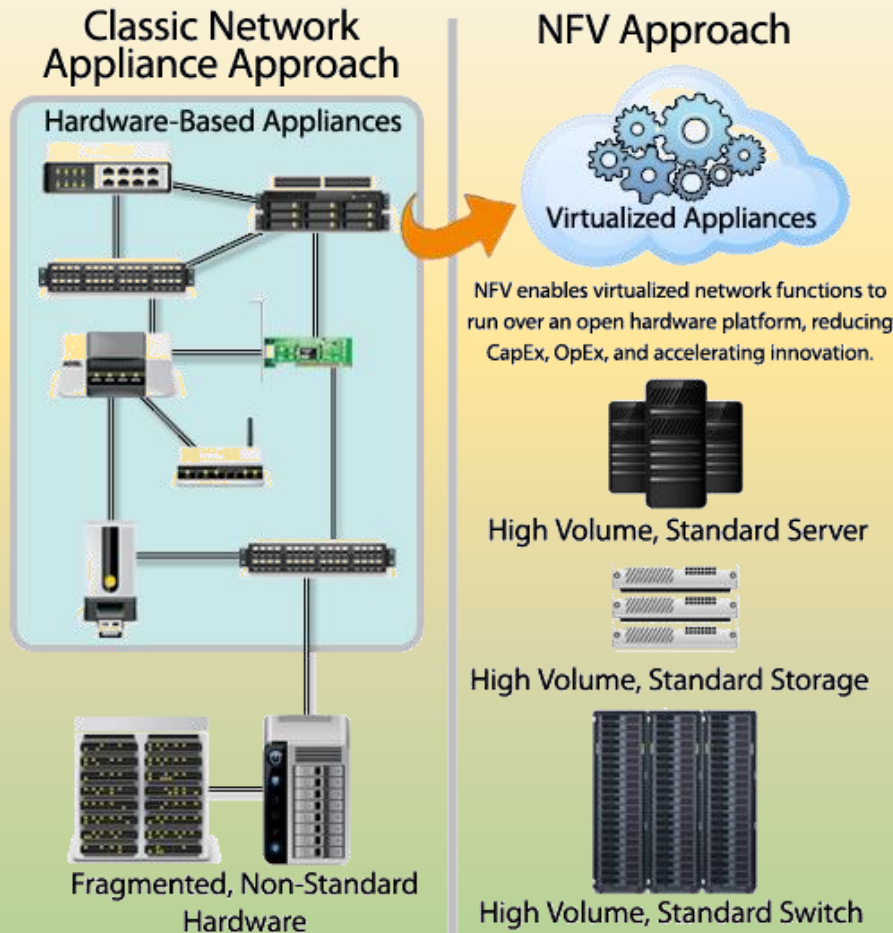 Classic Network
Appliance Approach
Hardware-Based Appliances
Fragmented, Non-Standard
Hardware
NFV Approach
Virtualized Appliances
NFV enables virtualized network functions to
run over an open hardware platform, reducing
CapEx, OpEx, and accelerating innovation.
High Volume, Standard Server
High Volume, Standard Storage
High Volume, Standard Switch